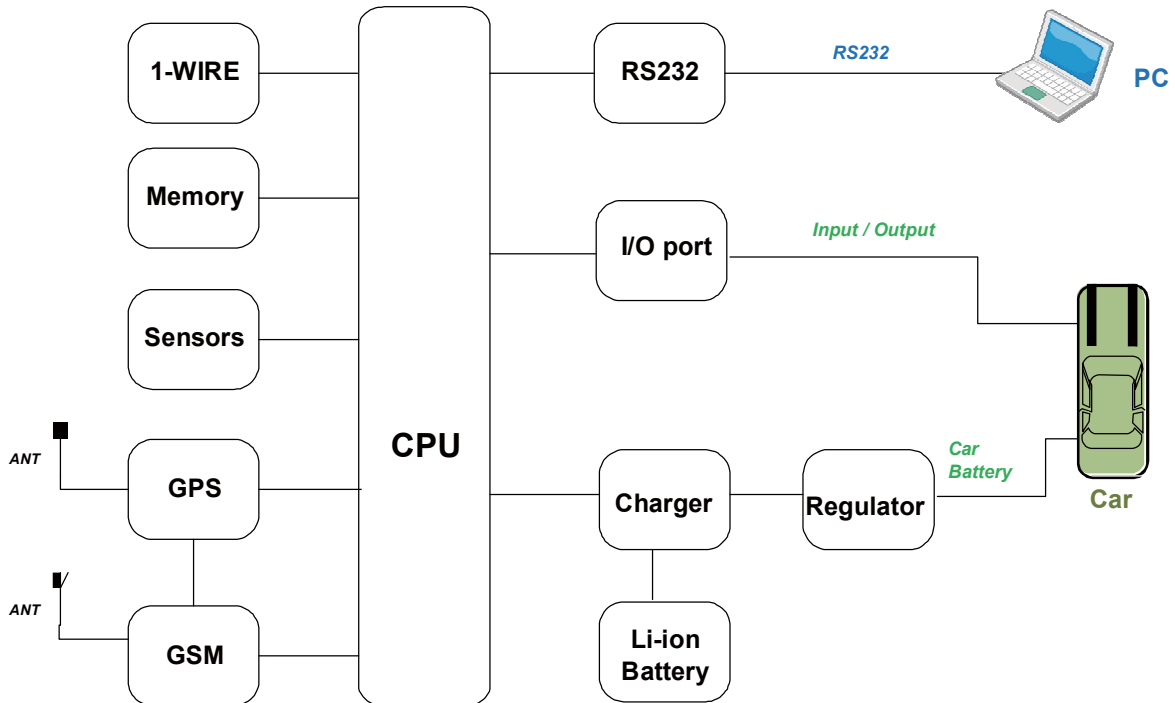 1-WIRE
RS232
RS232
PC
Memory
I/O port
Input / Output
Sensors
CPU
ANT
GPS
Charger
Regulator
Car
Battery
Car
ANT
GSM
Li-ion
Battery